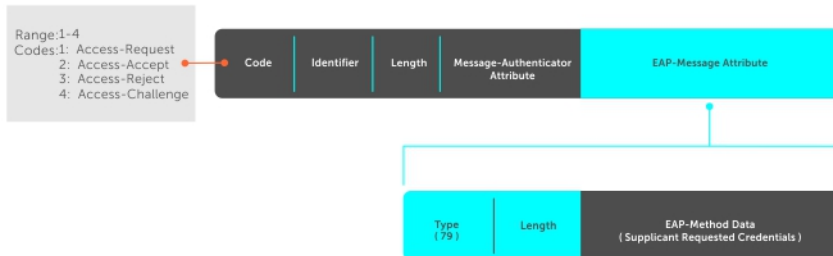 Range:1-4
Codes:1: Access-Request
2: Access-Accept
3: Access-Reject
4: Access-Challenge
Code
Identifier
Length
Message-Authenticator
Attribute
EAP-Message Attribute
Type
( 79 )
Length
EAP-Method Data
( Supplicant Requested Credentials )